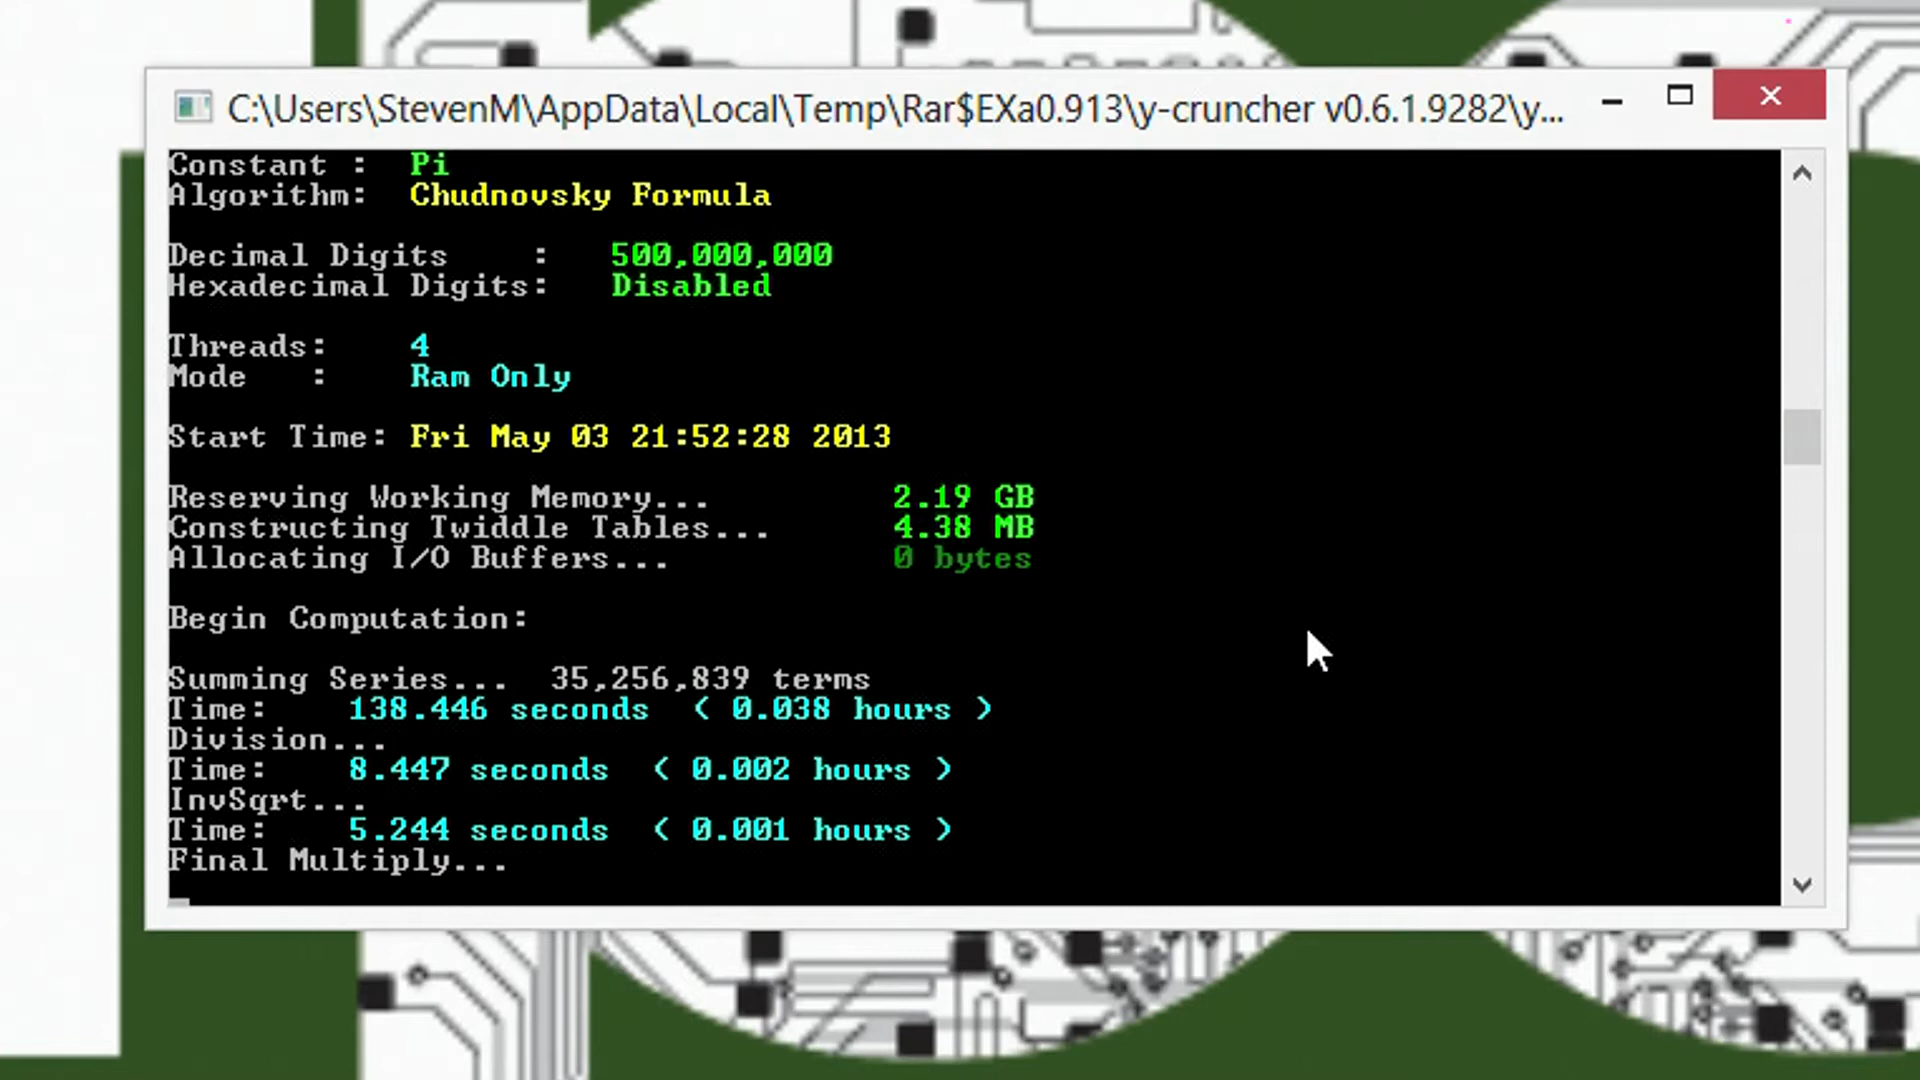 C:\Users\StevenM\AppData\Local\Temp\Rar$EXa0.913\y-cruncher v0.6.1.9282\y...
Constant :  Pi
Algorithm:  Chudnovsky Formula
Decimal Digits    :   500,000,000
Hexadecimal Digits:   Disabled
Threads:    4
Mode   :    Ram Only
Start Time: Fri May 03 21:52:28 2013
Reserving Working Memory...         2.19 GB
Constructing Twiddle Tables...      4.38 MB
Allocating I/O Buffers...           0 bytes
Begin Computation:
Summing Series...  35,256,839 terms
Time:    138.446 seconds  ( 0.038 hours )
Division...
Time:    8.447 seconds  ( 0.002 hours )
InvSqrt...
Time:    5.244 seconds  ( 0.001 hours )
Final Multiply...